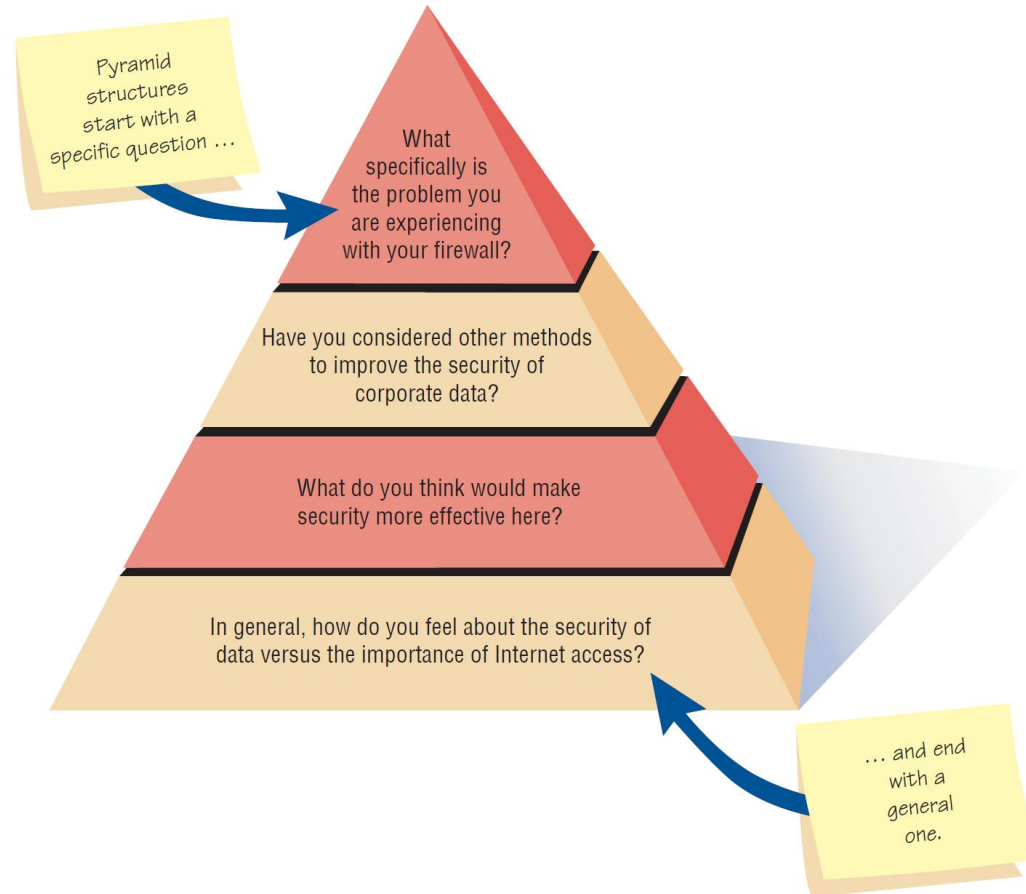 Pyramid
structures
start with a
specific question ...
What
specifically is
the problem you
are experiencing
with your firewall?
Have you considered other methods
to improve the security of
corporate data?
What do you think would make
security more effective here?
In general, how do you feel about the security of
data versus the importance of Internet access?
... and end
with a
general
one.